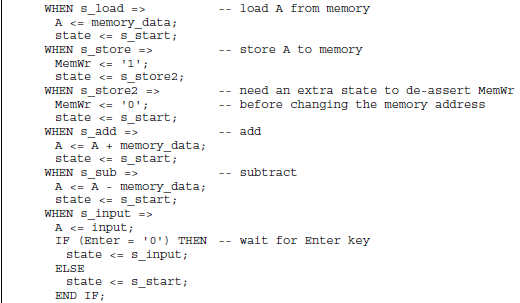 WHEN s_load =>          -- load A from memory
  A <= memory_data;
  state <= s_start;
WHEN s_store =>         -- store A to memory
  MemWr <= '1';
  state <= s_store2;
WHEN s_store2 =>        -- need an extra state to de-assert MemWr
  MemWr <= '0';         -- before changing the memory address
  state <= s_start;
WHEN s_add =>           -- add
  A <= A + memory_data;
  state <= s_start;
WHEN s_sub =>           -- subtract
  A <= A - memory_data;
  state <= s_start;
WHEN s_input =>
  A <= input;
  IF (Enter = '0') THEN -- wait for Enter key
    state <= s_input;
  ELSE
    state <= s_start;
  END IF;